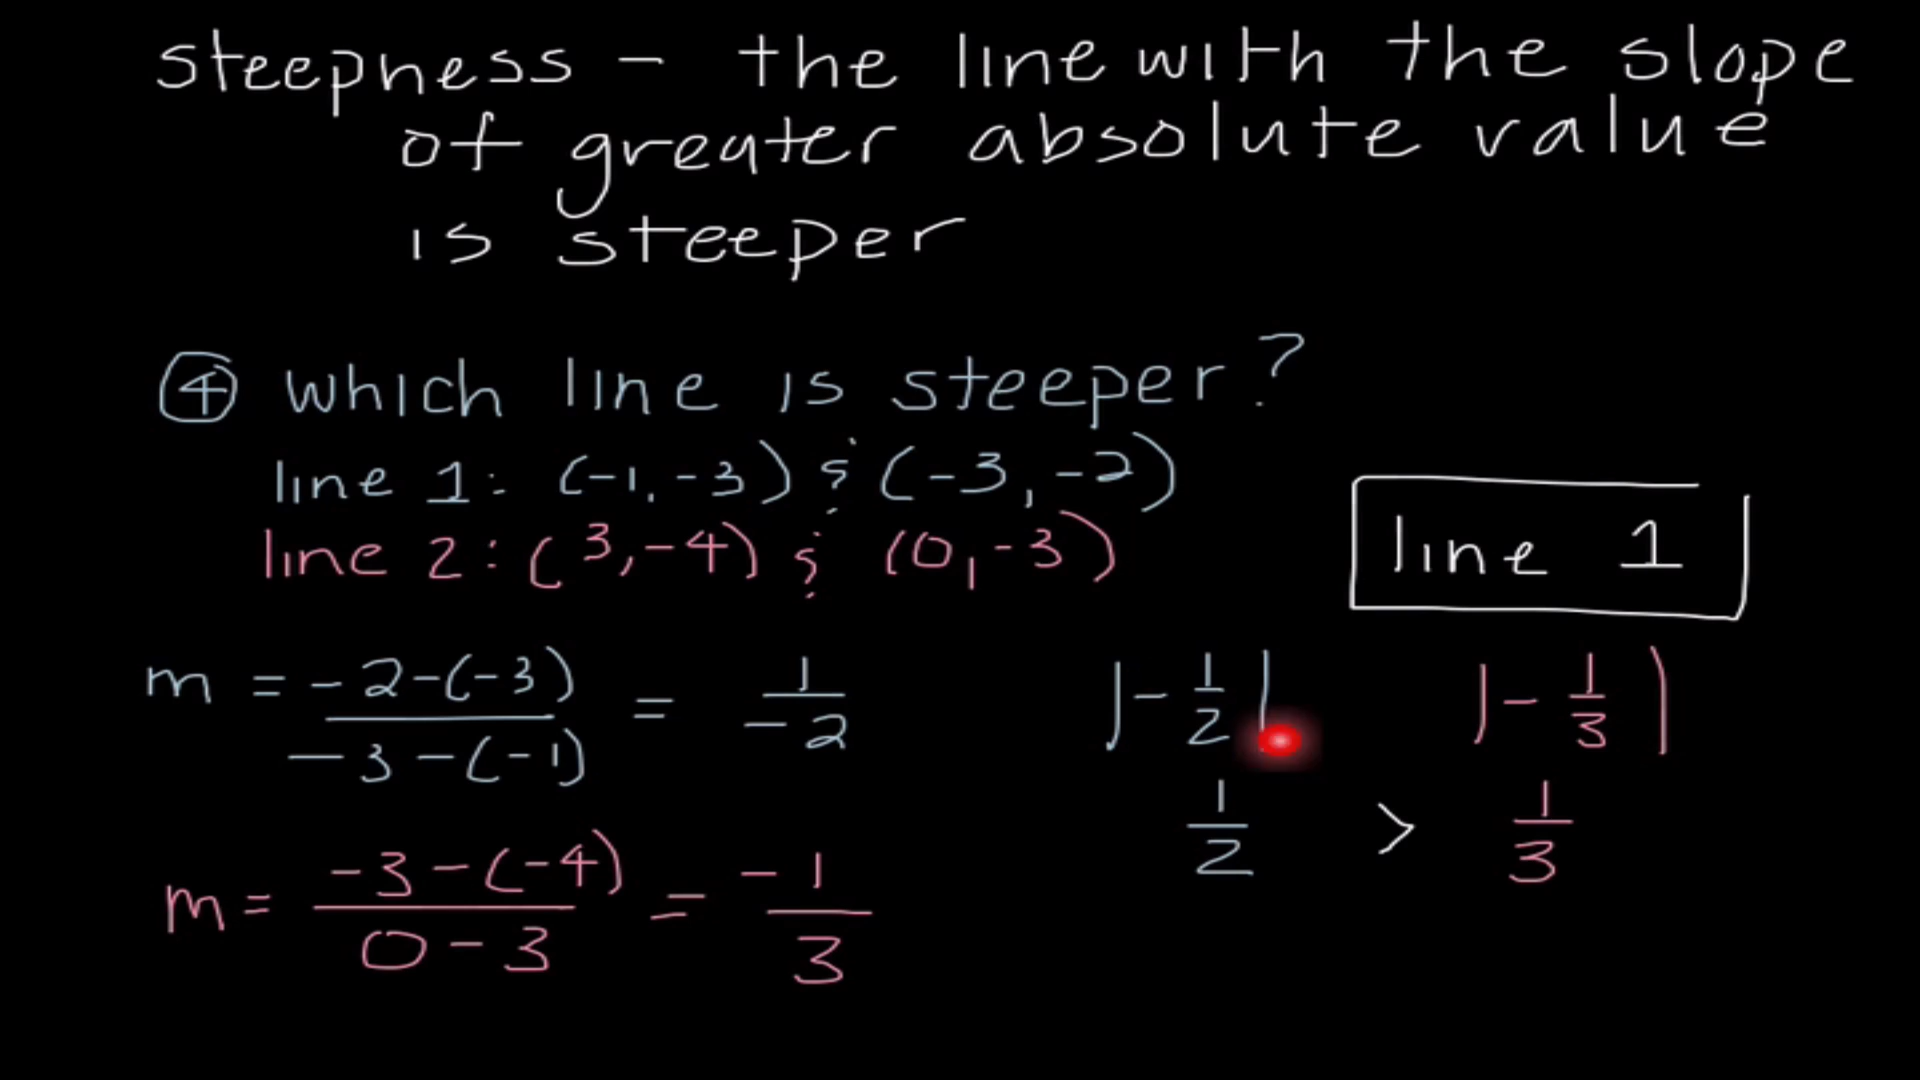 steepness - the line with the slope
of greater absolute value
is steeper
④ which line is steeper?
line 1: (-1,-3) & (-3,-2)
line 2: (3,-4) & (0,-3)
line 1
m = -2-(-3) / -3-(-1) = 1/-2
|-1/2| |-1/3|
1/2 > 1/3
m = -3-(-4) / 0-3 = -1/3